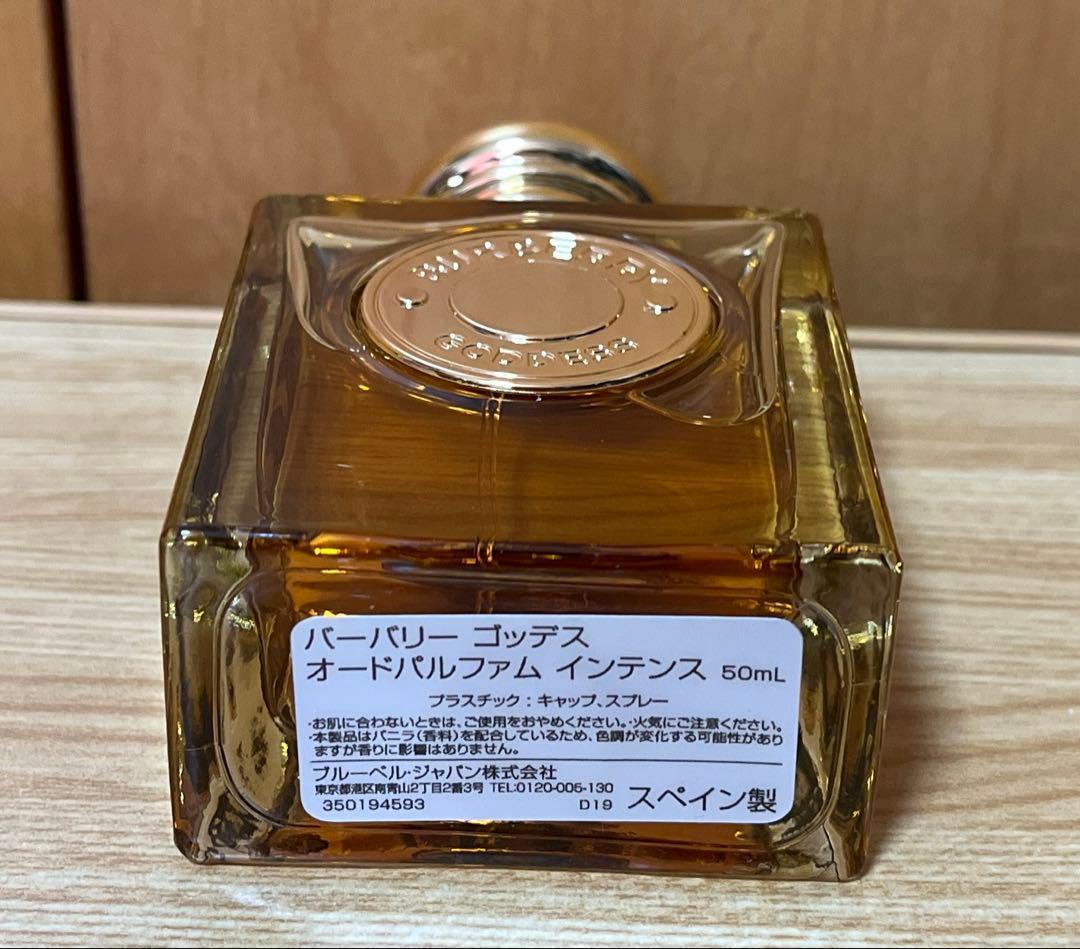 BURBERRY
GODDESS
バーバリー ゴッデス
オードパルファム インテンス 50mL
プラスチック：キャップ、スプレー
・お肌に合わないときは、ご使用をおやめください。・火気にご注意ください。
・本製品はバニラ(香料)を配合しているため、色調が変化する可能性があり
ますが香りに影響はありません。
ブルーベル・ジャパン株式会社
東京都港区南青山2丁目2番3号 TEL:0120-005-130
350194593 D19 スペイン製